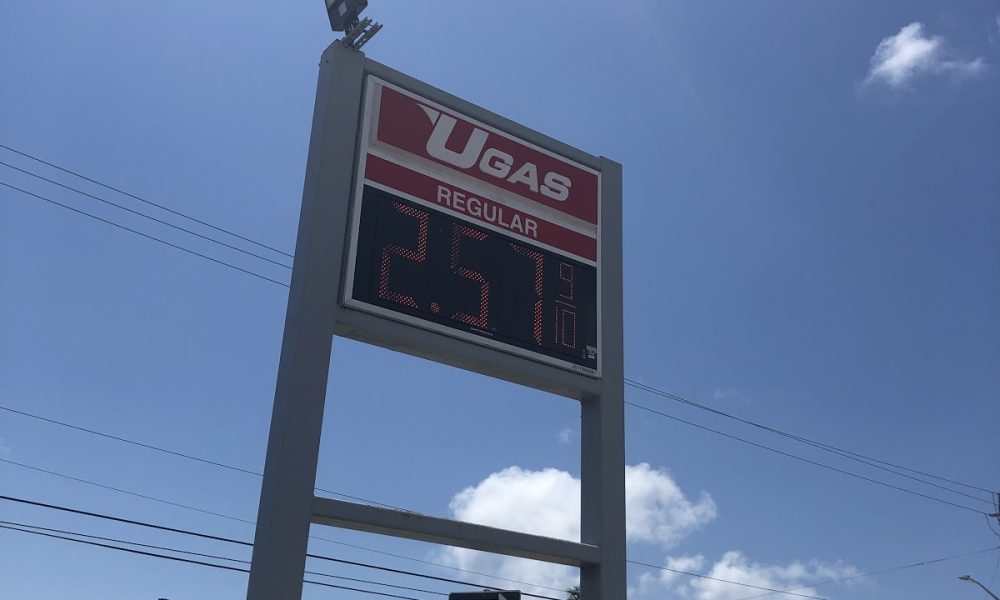 UGAS
REGULAR
2.57 9/10